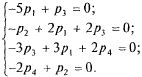 -5p₁ + p₃ = 0;
-p₂ + 2p₁ + 2p₃ = 0;
-3p₃ + 3p₁ + 2p₄ = 0;
-2p₄ + p₂ = 0.